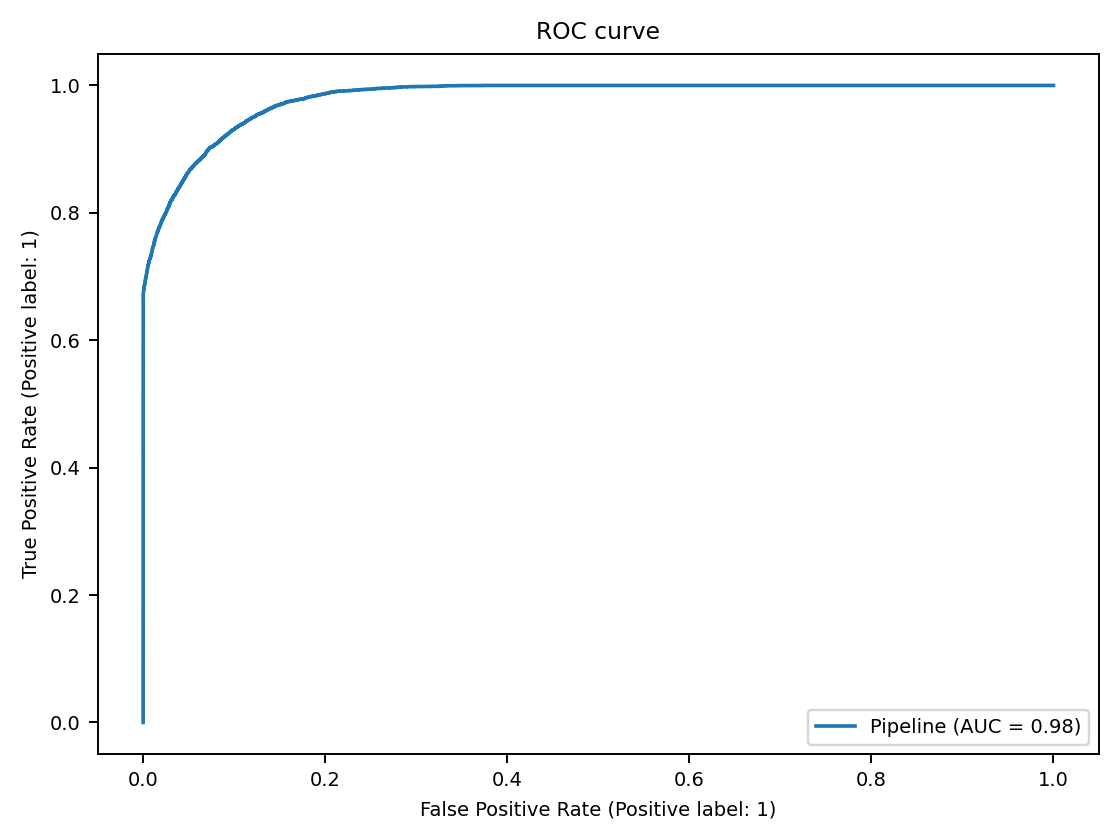 ROC curve
True Positive Rate (Positive label: 1)
1.0
0.8
0.6
0.4
0.2
0.0
0.0 0.2 0.4 0.6 0.8 1.0
False Positive Rate (Positive label: 1)
Pipeline (AUC = 0.98)